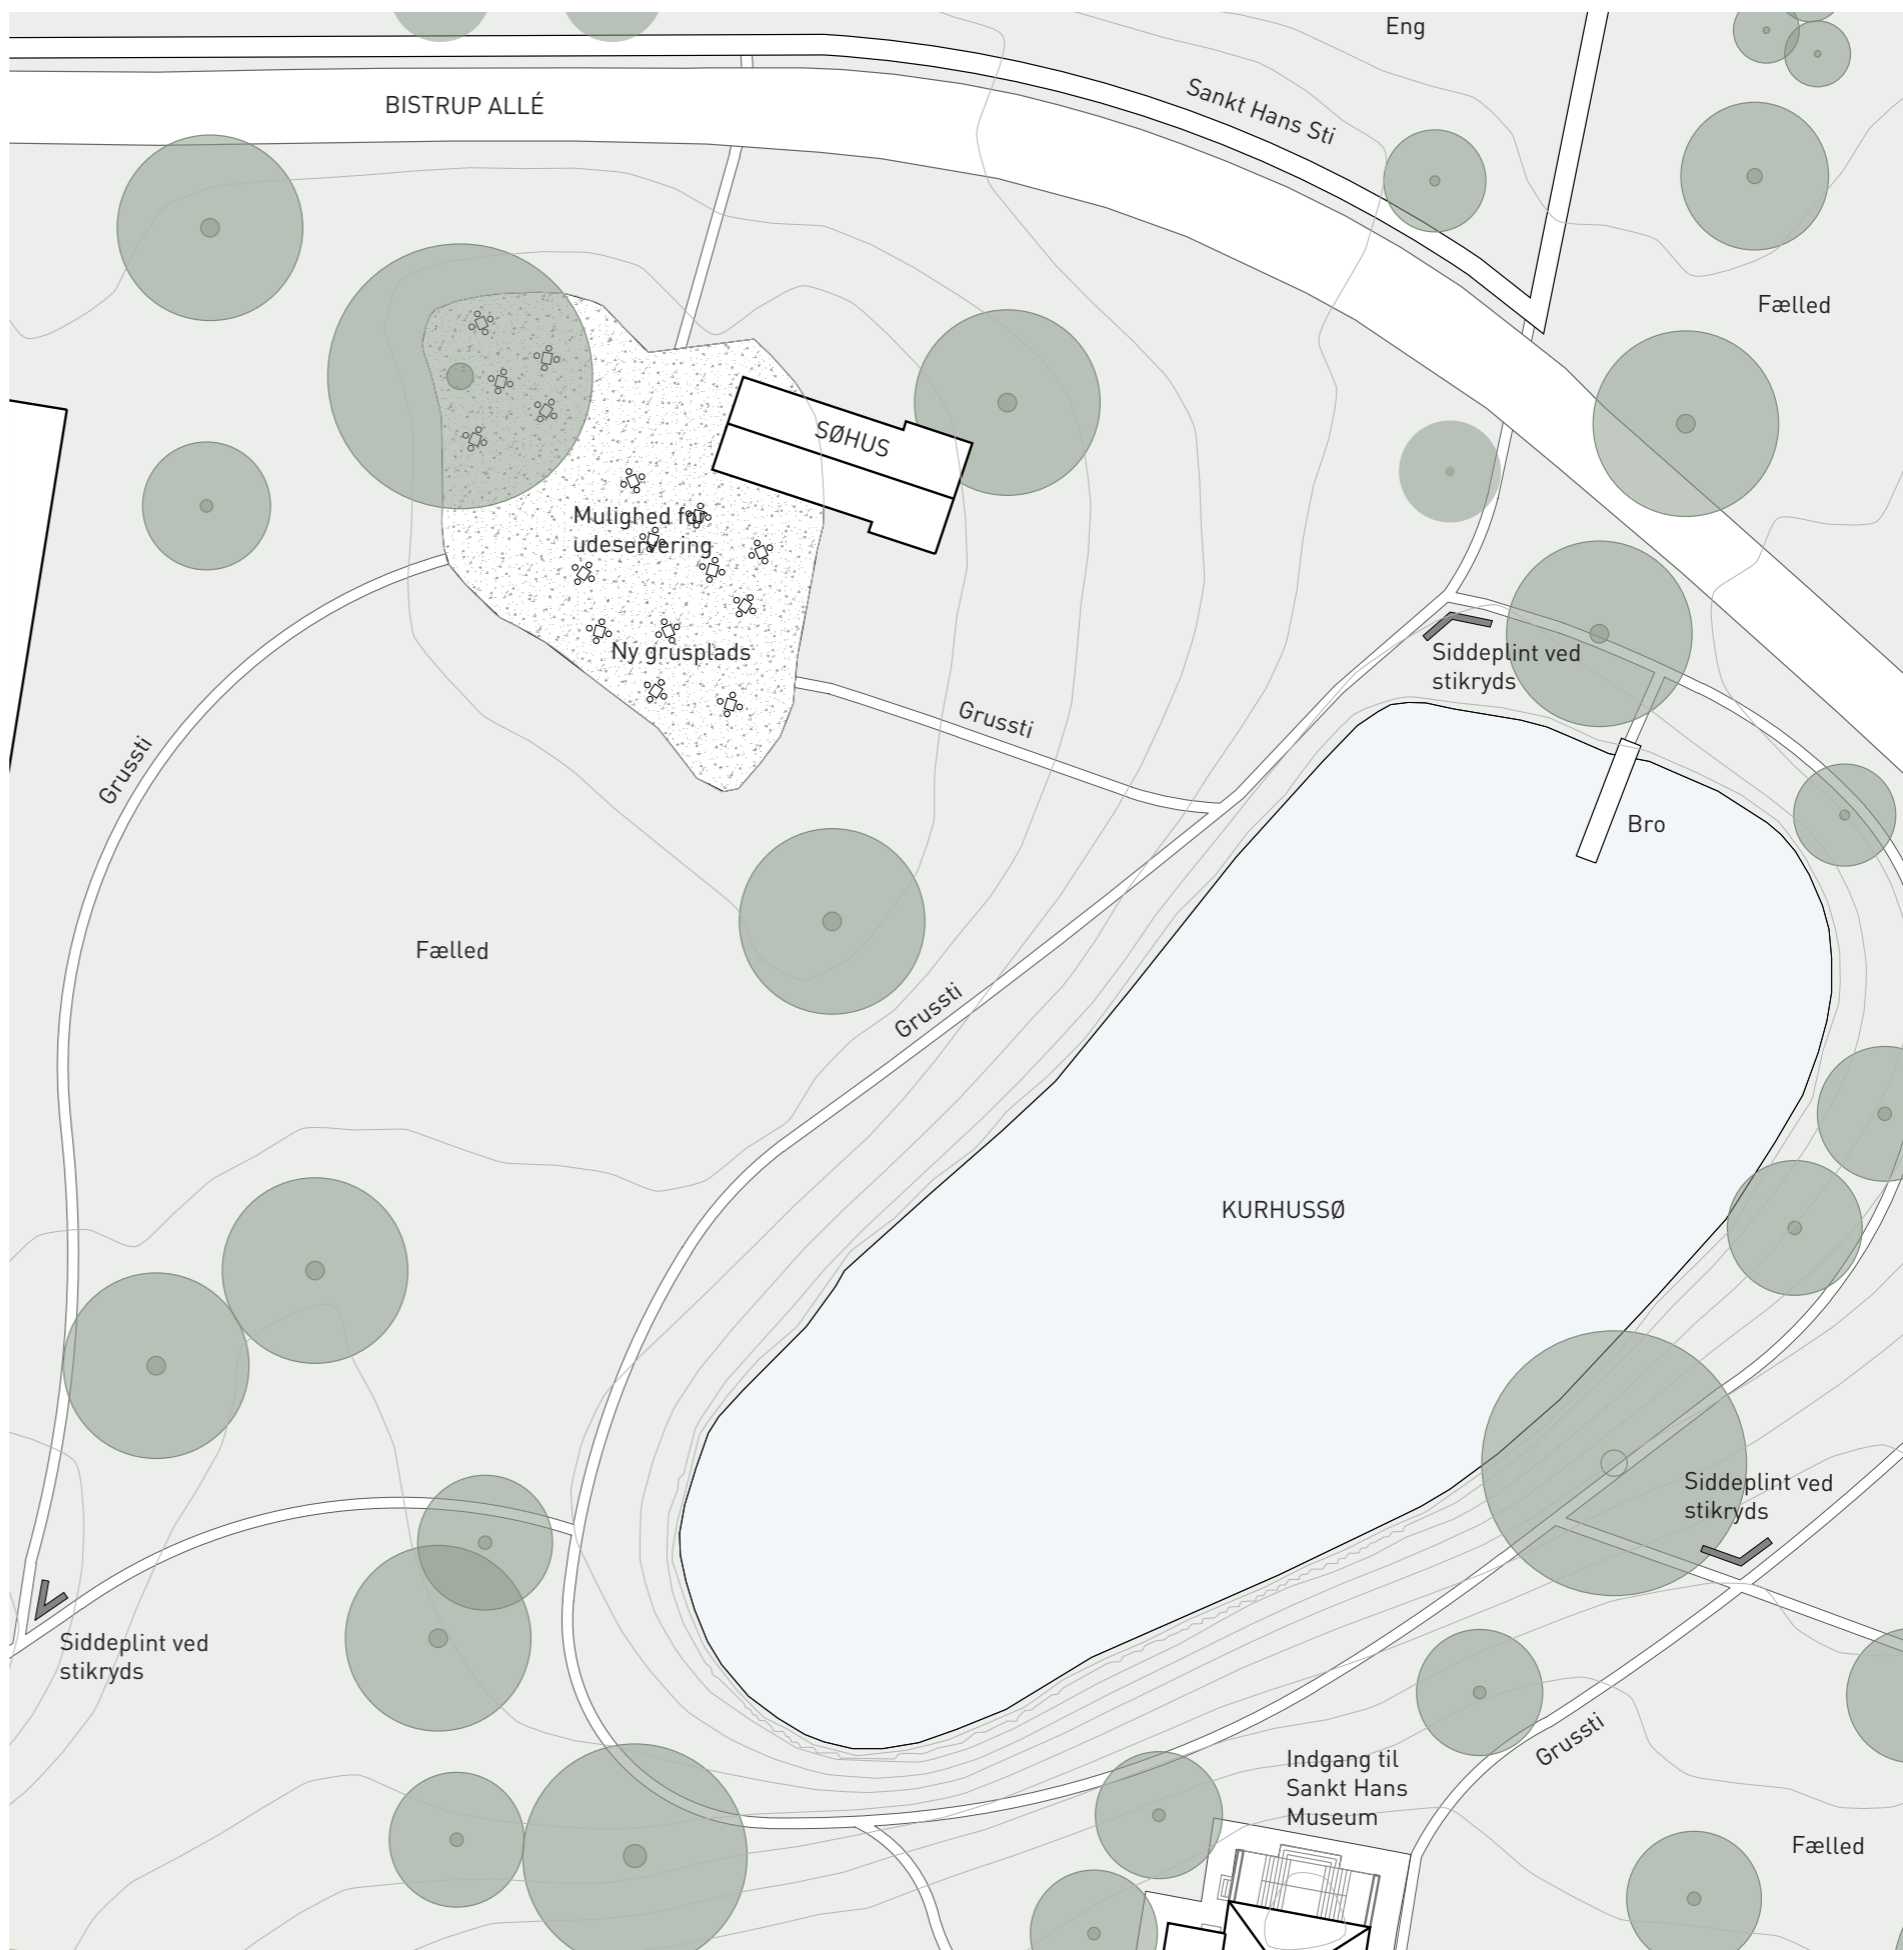 Eng
Sankt Hans Sti
BISTRUP ALLÉ
Fælled
SØHUS
Mulighed for
udeservering
Ny grusplads
Siddeplint ved
stikryds
Grussti
Grussti
Bro
Fælled
Grussti
KURHUSSØ
Siddeplint ved
stikryds
Siddeplint ved
stikryds
Grussti
Indgang til
Sankt Hans
Museum
Fælled